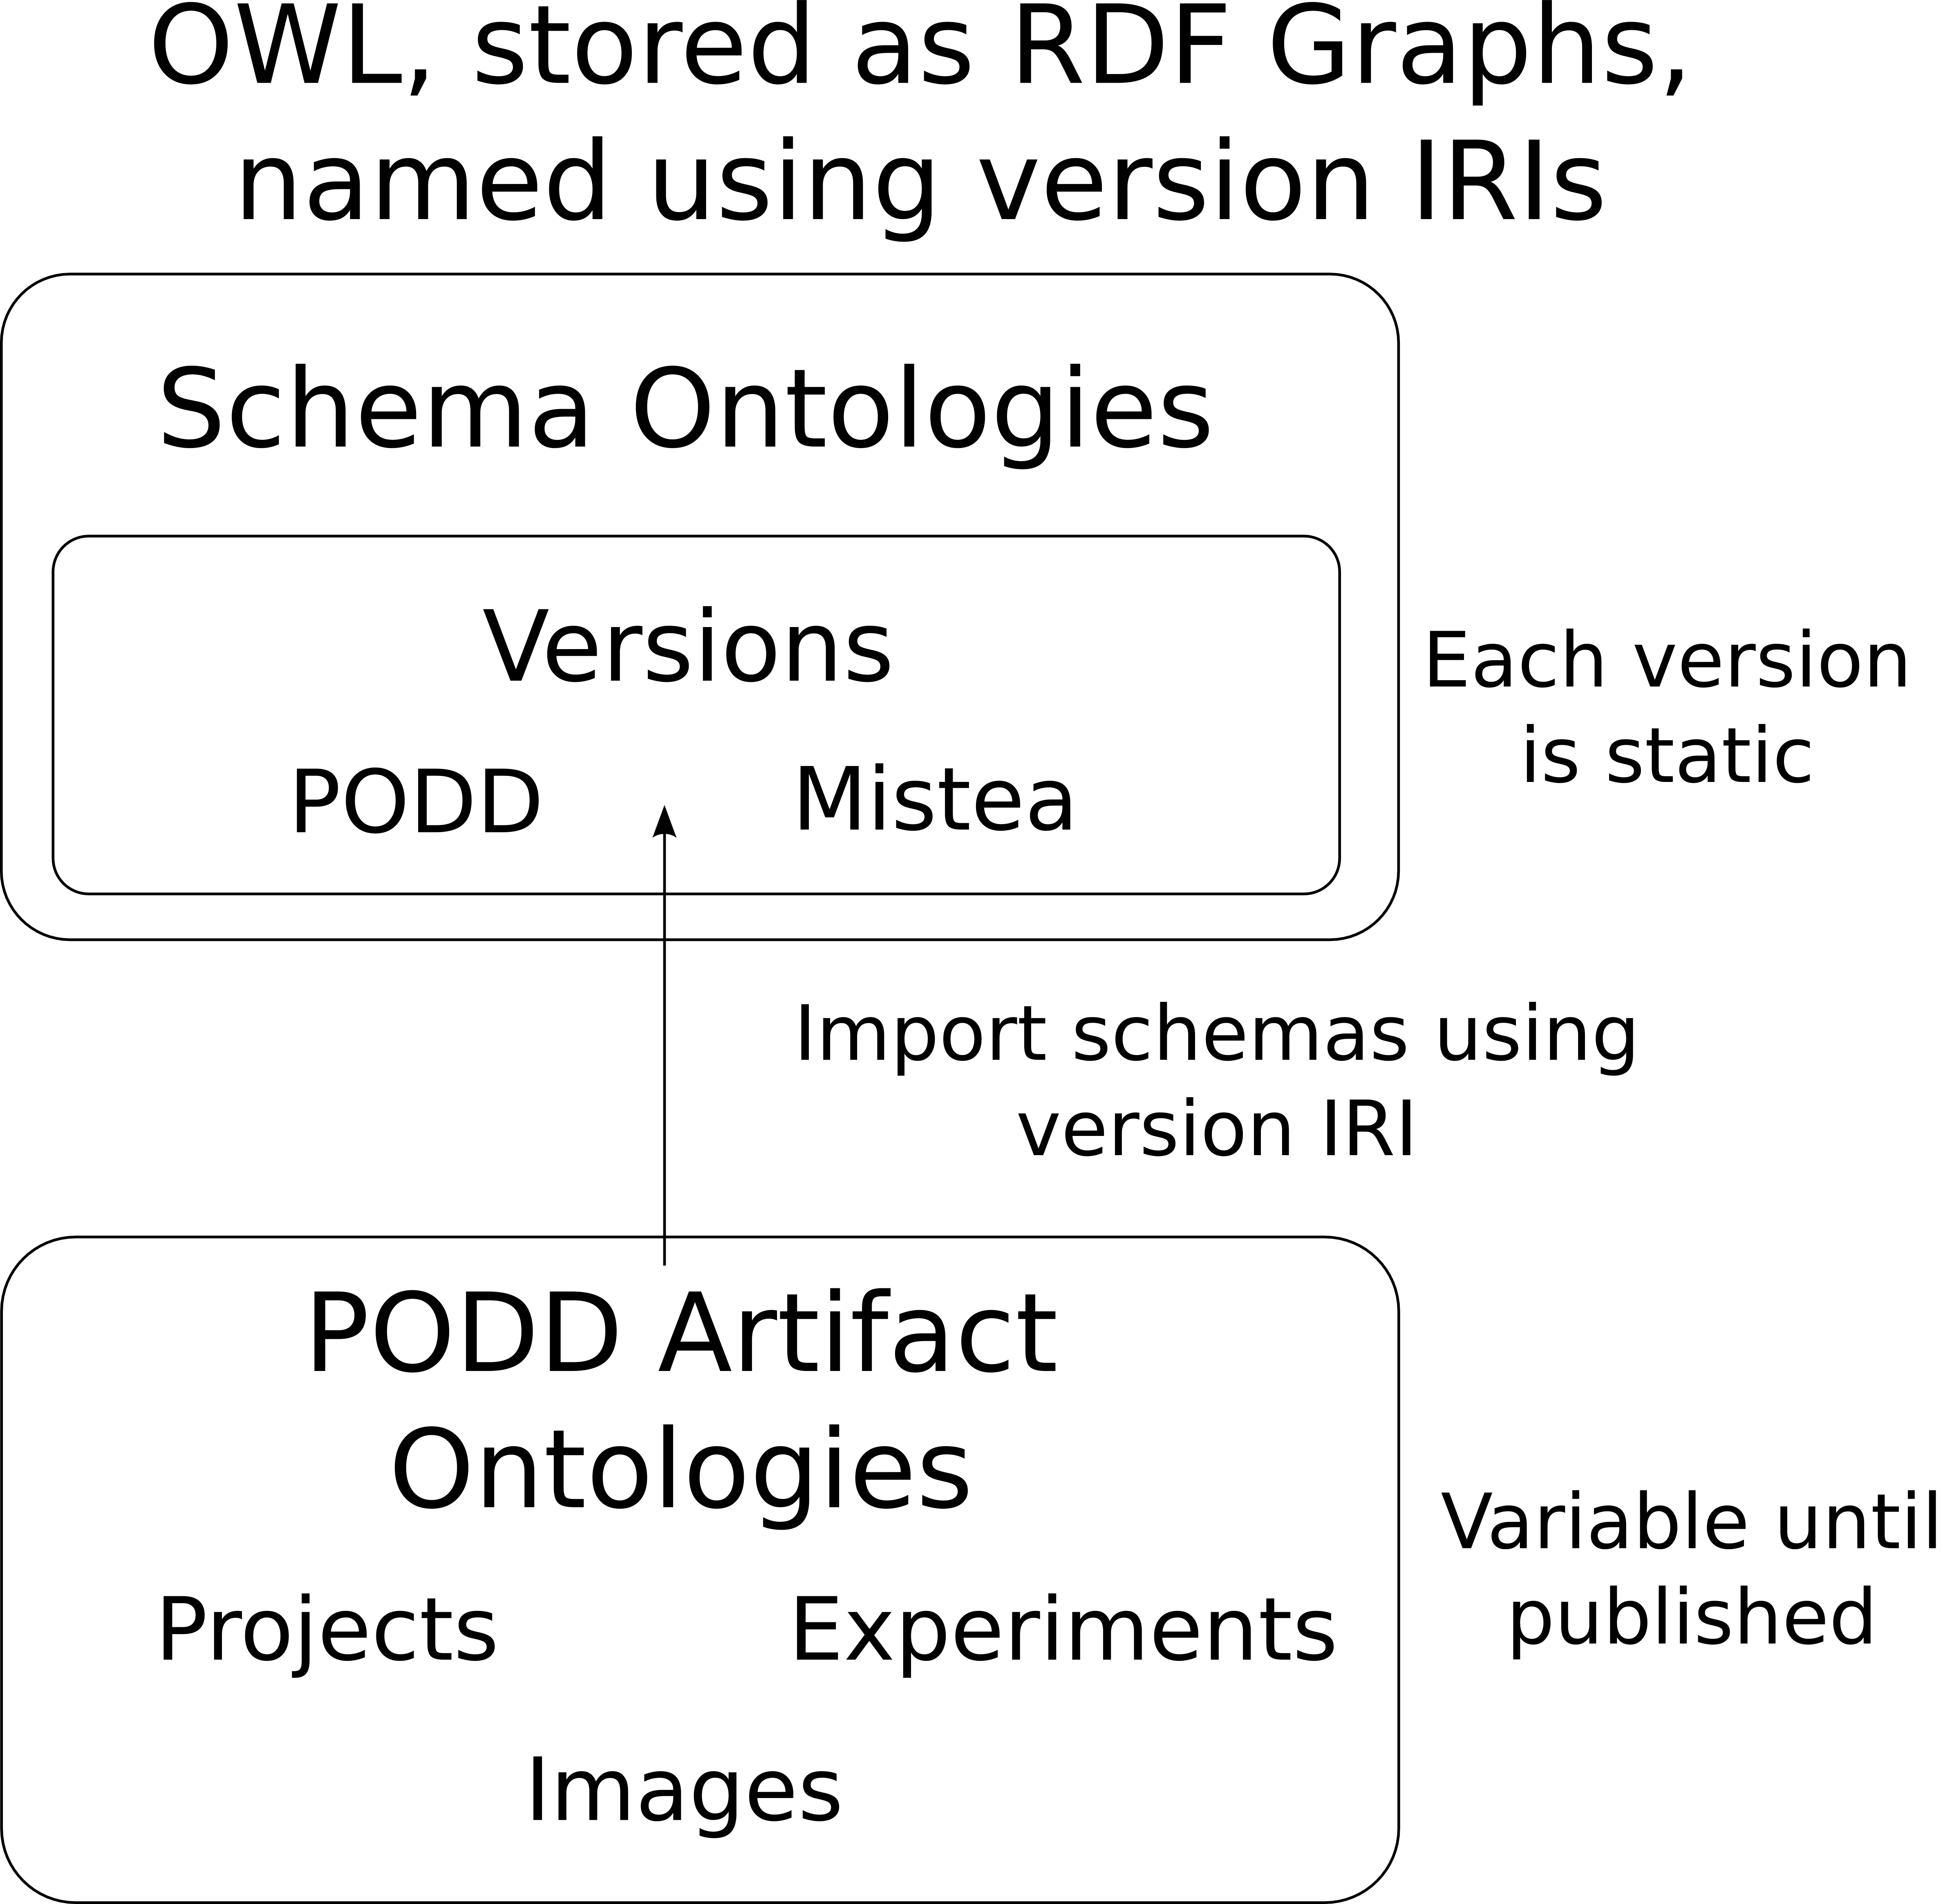 OWL, stored as RDF Graphs,
named using version IRIs
Schema Ontologies
Versions
PODD Mistea
Each version
is static
Import schemas using
version IRI
PODD Artifact
Ontologies
Projects Experiments
Images
Variable until
published